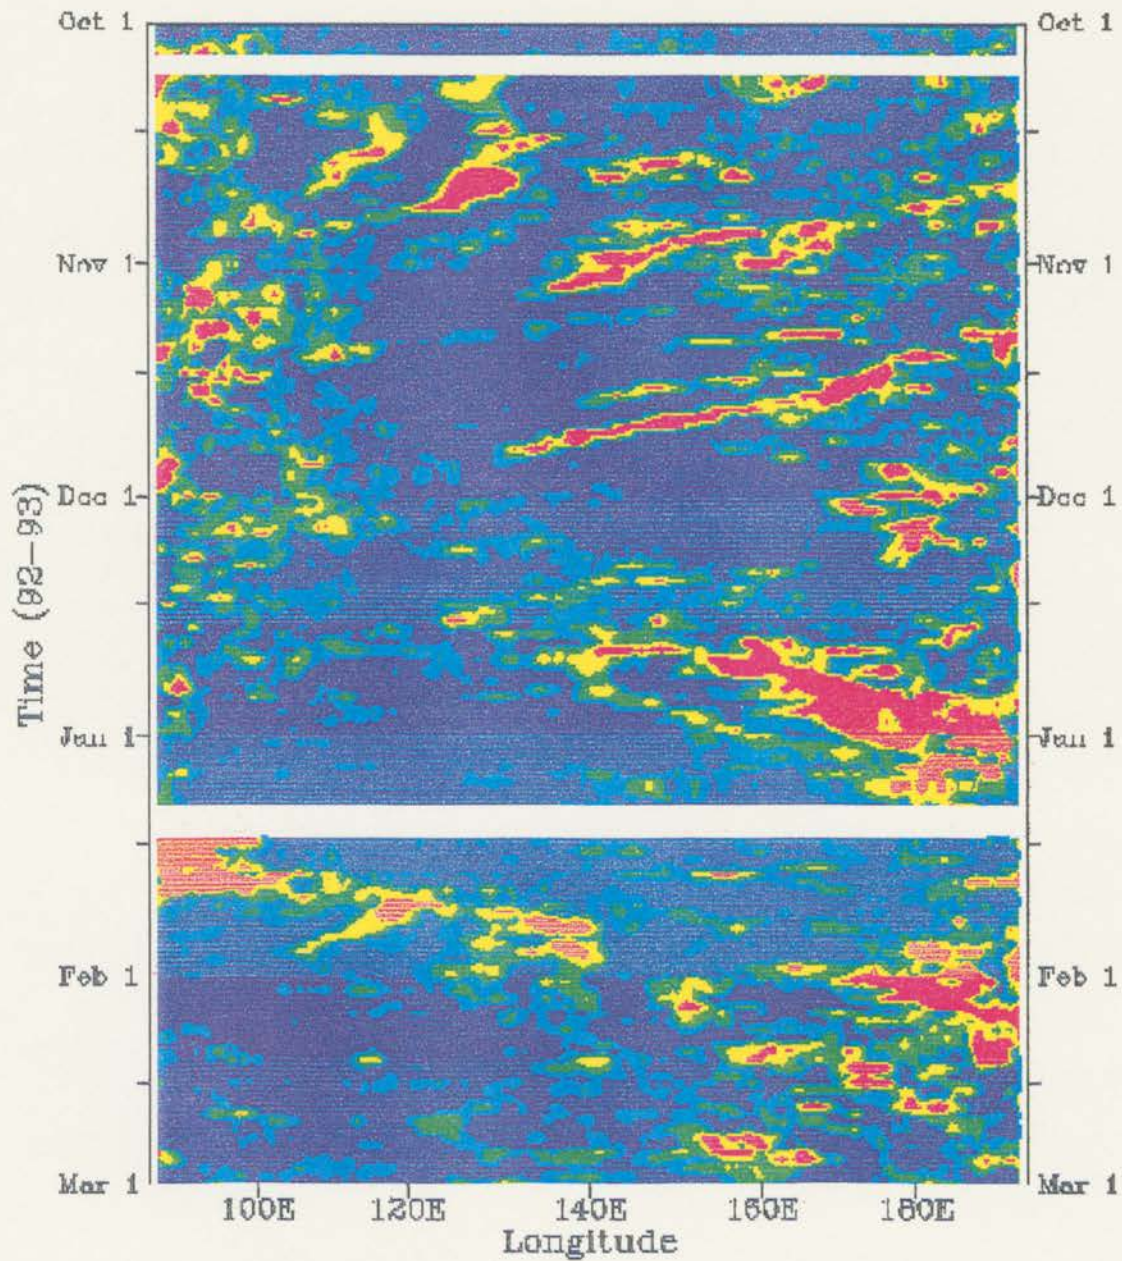 Oct 1 Oct 1
Nov 1 Nov 1
Dec 1 Dec 1
Jan 1 Jan 1
Feb 1 Feb 1
Mar 1 Mar 1
Time (92-93)
100E 120E 140E 160E 180E
Longitude